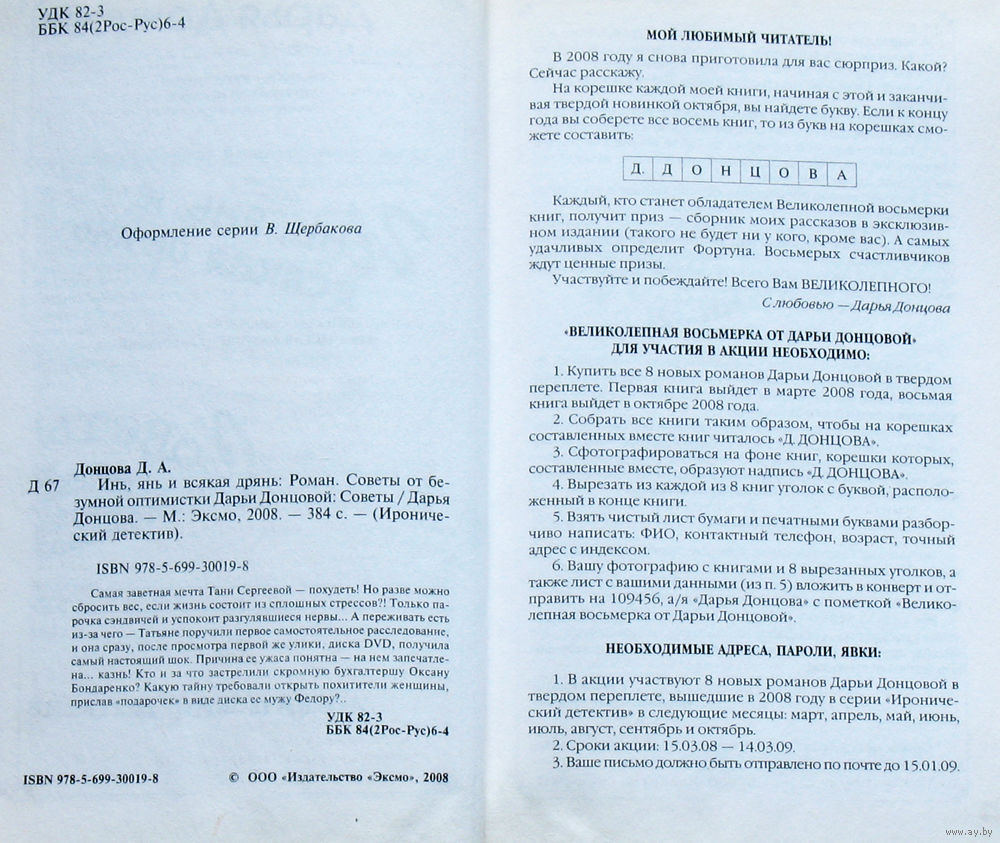 УДК 82-3
ББК 84(2Рос-Рус)6-4
Оформление серии В. Щербакова
Донцова Д. А.
Д 67 Инь, янь и всякая дрянь: Роман. Советы от бе-
зумной оптимистки Дарьи Донцовой: Советы / Дарья
Донцова. — М.: Эксмо, 2008. — 384 с. — (Ирониче-
ский детектив).
ISBN 978-5-699-30019-8
Самая заветная мечта Тани Сергеевой — похудеть! Но разве можно
сбросить вес, если жизнь состоит из сплошных стрессов?! Только па-
рочка сэндвичей и успокоит разгулявшиеся нервы... А переживать есть
из-за чего — Татьяне поручили первое самостоятельное расследование,
и она сразу, после просмотра первой же улики, диска DVD, получила
самый настоящий шок. Причина ее ужаса понятна — на нем запечатле-
на... казнь! Кто и за что застрелили скромную бухгалтершу Оксану
Бондаренко? Какую тайну требовали открыть похитители женщины,
прислав «подарочек» в виде диска ее мужу Федору?..
УДК 82-3
ББК 84(2Рос-Рус)6-4
ISBN 978-5-699-30019-8
© ООО «Издательство «Эксмо», 2008
МОЙ ЛЮБИМЫЙ ЧИТАТЕЛЬ!
В 2008 году я снова приготовила для вас сюрприз. Какой?
Сейчас расскажу.
На корешке каждой моей книги, начиная с этой и заканчи-
вая твердой новинкой октября, вы найдете букву. Если к концу
года вы соберете все восемь книг, то из букв на корешках смо-
жете составить:
Д. Д О Н Ц О В А
Каждый, кто станет обладателем Великолепной восьмерки
книг, получит приз — сборник моих рассказов в эксклюзив-
ном издании (такого не будет ни у кого, кроме вас). А самых
удачливых определит Фортуна. Восьмерых счастливчиков
ждут ценные призы.
Участвуйте и побеждайте! Всего Вам ВЕЛИКОЛЕПНОГО!
С любовью — Дарья Донцова
«ВЕЛИКОЛЕПНАЯ ВОСЬМЕРКА ОТ ДАРЬИ ДОНЦОВОЙ»
ДЛЯ УЧАСТИЯ В АКЦИИ НЕОБХОДИМО:
1. Купить все 8 новых романов Дарьи Донцовой в твердом
переплете. Первая книга выйдет в марте 2008 года, восьмая
книга выйдет в октябре 2008 года.
2. Собрать все книги таким образом, чтобы на корешках
составленных вместе книг читалось «Д. ДОНЦОВА».
3. Сфотографироваться на фоне книг, корешки которых,
составленные вместе, образуют надпись «Д. ДОНЦОВА».
4. Вырезать из каждой из 8 книг уголок с буквой, располо-
женный в конце книги.
5. Взять чистый лист бумаги и печатными буквами разбор-
чиво написать: ФИО, контактный телефон, возраст, точный
адрес с индексом.
6. Вашу фотографию с книгами и 8 вырезанных уголков, а
также лист с вашими данными (из п. 5) вложить в конверт и от-
править на 109456, а/я «Дарья Донцова» с пометкой «Велико-
лепная восьмерка от Дарьи Донцовой».
НЕОБХОДИМЫЕ АДРЕСА, ПАРОЛИ, ЯВКИ:
1. В акции участвуют 8 новых романов Дарьи Донцовой в
твердом переплете, вышедшие в 2008 году в серии «Ирониче-
ский детектив» в следующие месяцы: март, апрель, май, июнь,
июль, август, сентябрь и октябрь.
2. Сроки акции: 15.03.08 — 14.03.09.
3. Ваше письмо должно быть отправлено по почте до 15.01.09.
www.ay.by